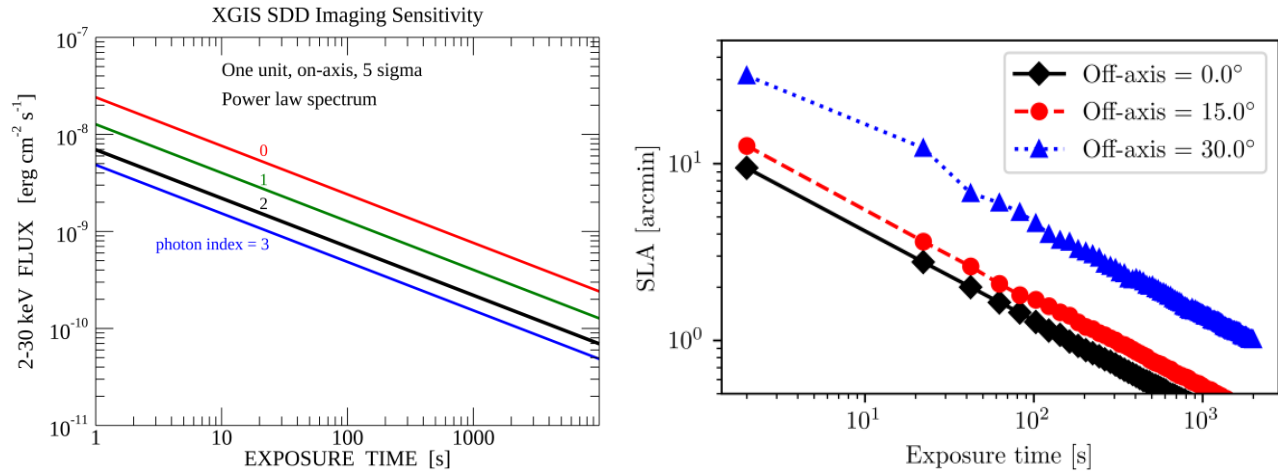 XGIS SDD Imaging Sensitivity
10⁻⁷
10⁻⁸
10⁻⁹
10⁻¹⁰
10⁻¹¹
2-30 keV FLUX [erg cm⁻² s⁻¹]
One unit, on-axis, 5 sigma
Power law spectrum
0
1
2
photon index = 3
1 10 100 1000
EXPOSURE TIME [s]
Off-axis = 0.0°
Off-axis = 15.0°
Off-axis = 30.0°
10¹
10⁰
SLA [arcmin]
10¹ 10² 10³
Exposure time [s]